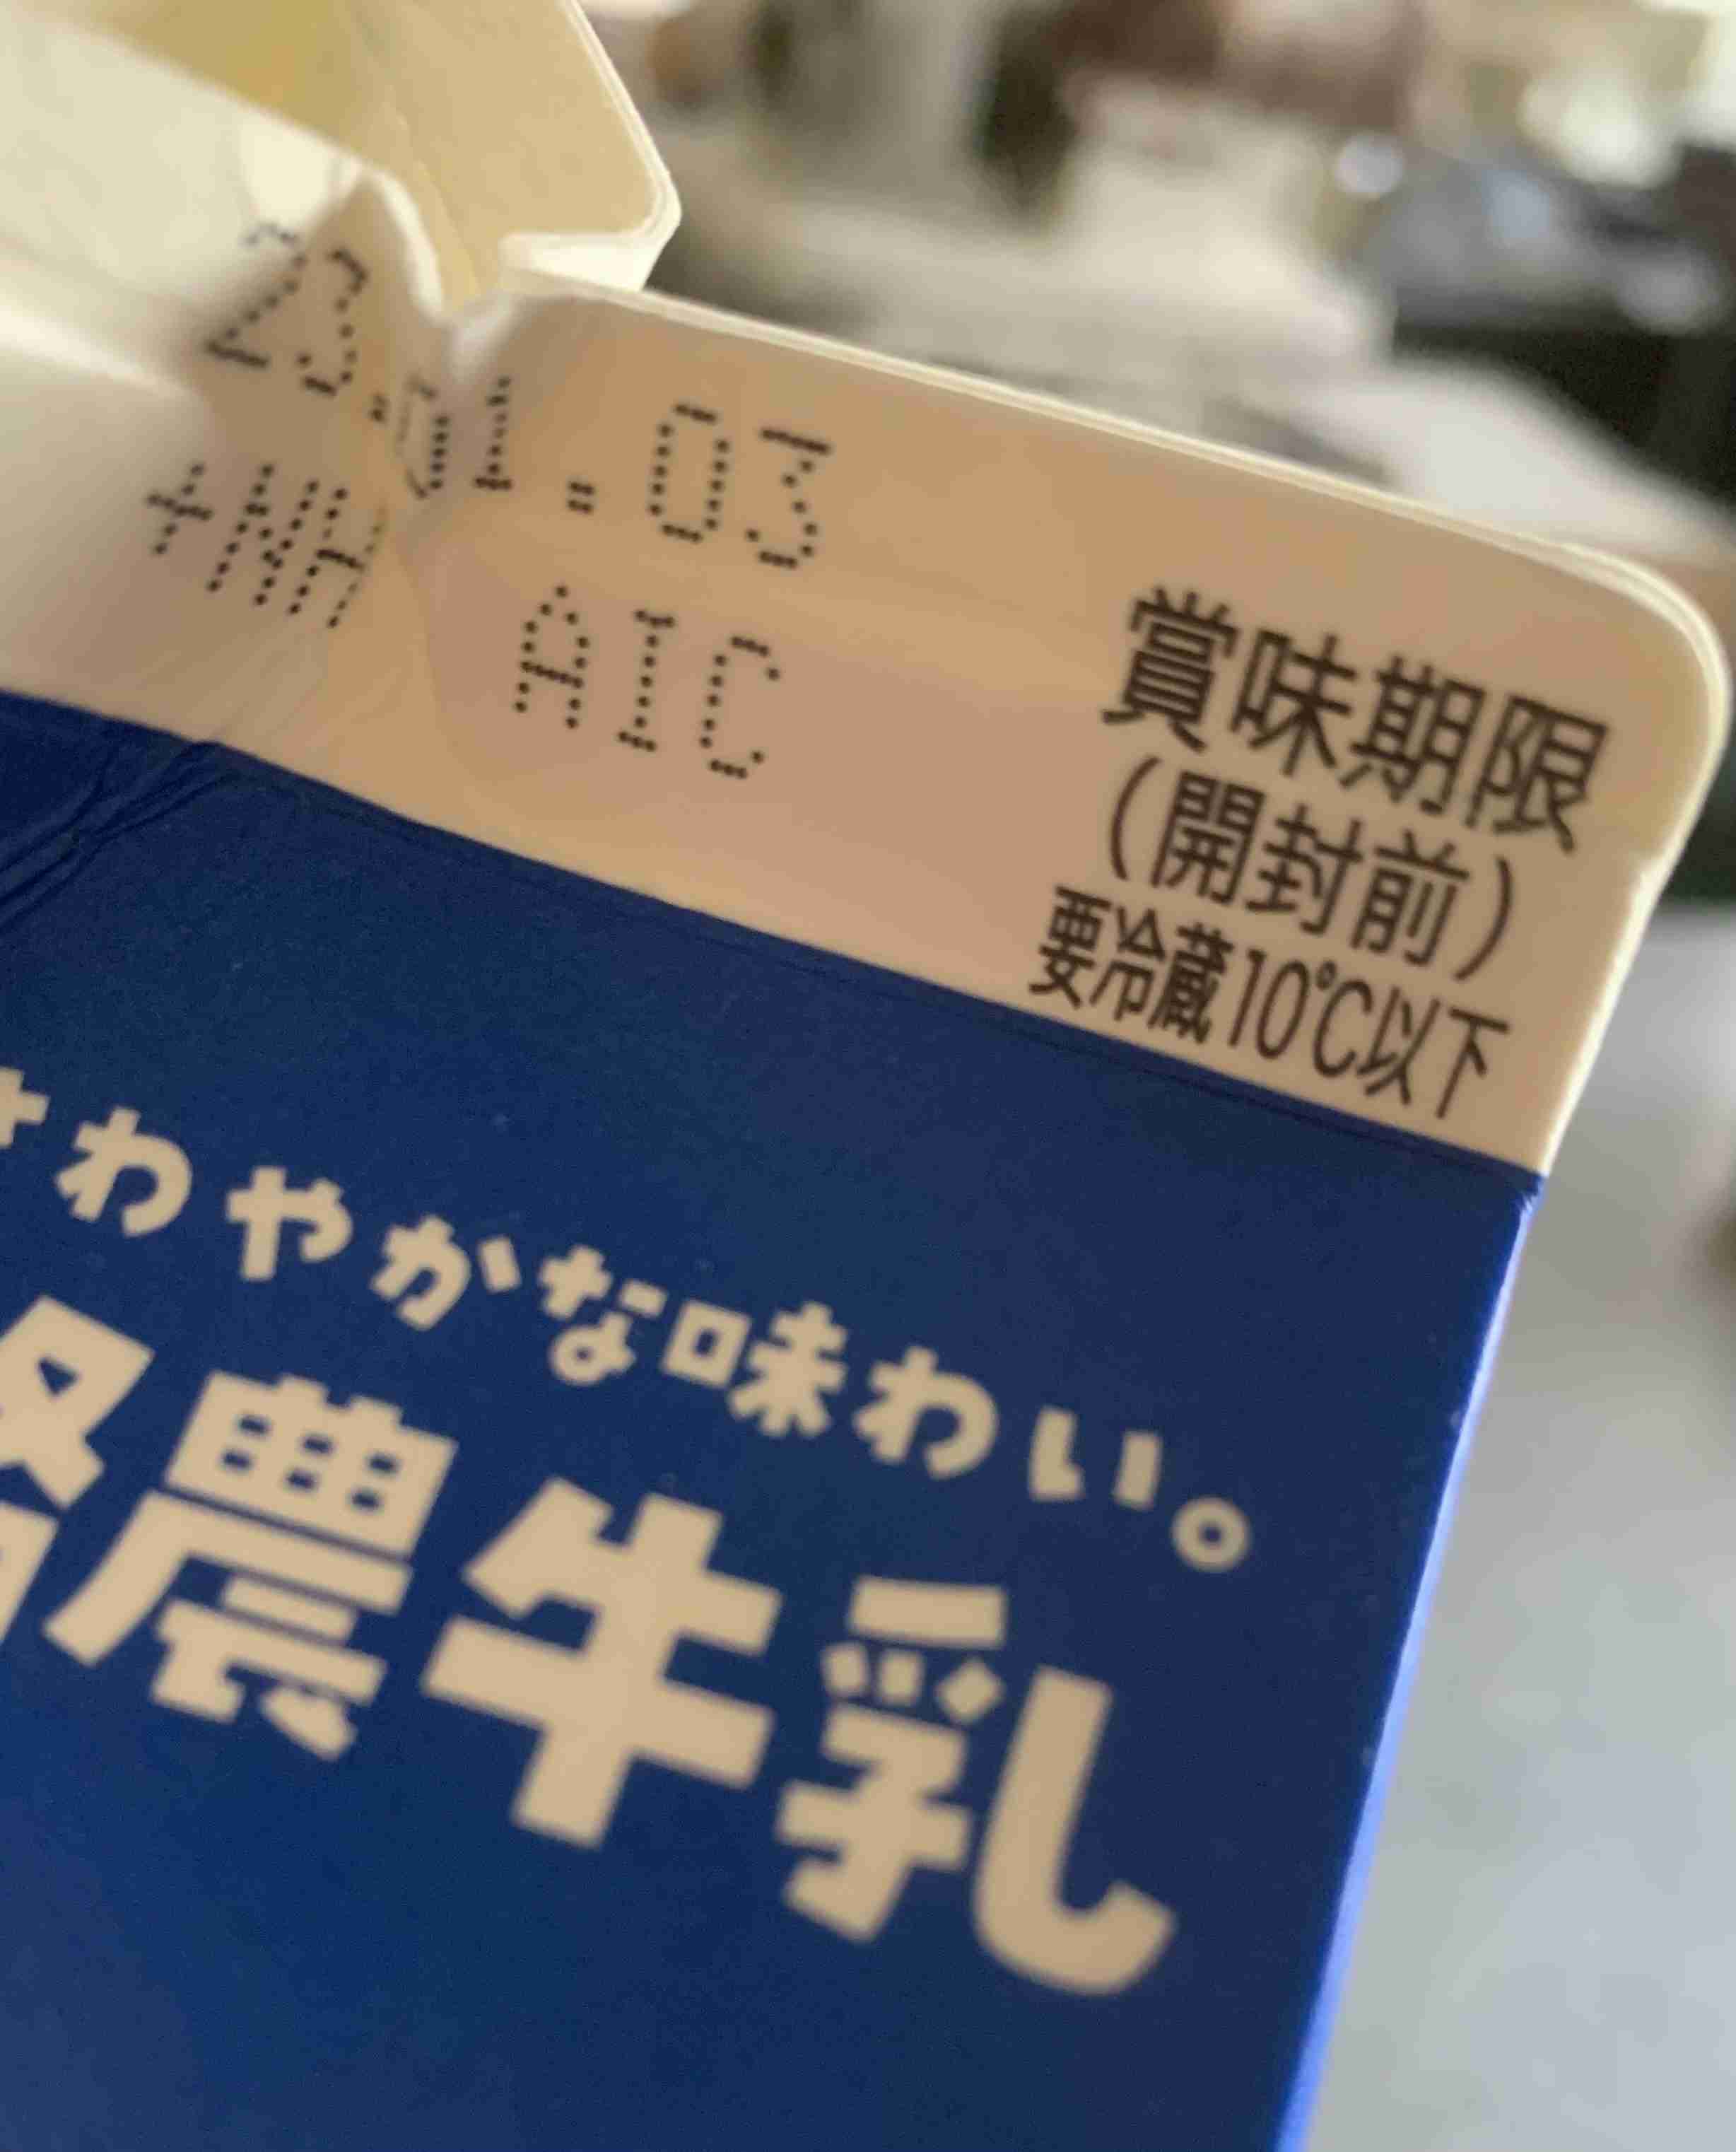 23.01.03
+NH AIC
賞味期限
(開封前)
要冷蔵10℃以下
さわやかな味わい。
酪農牛乳